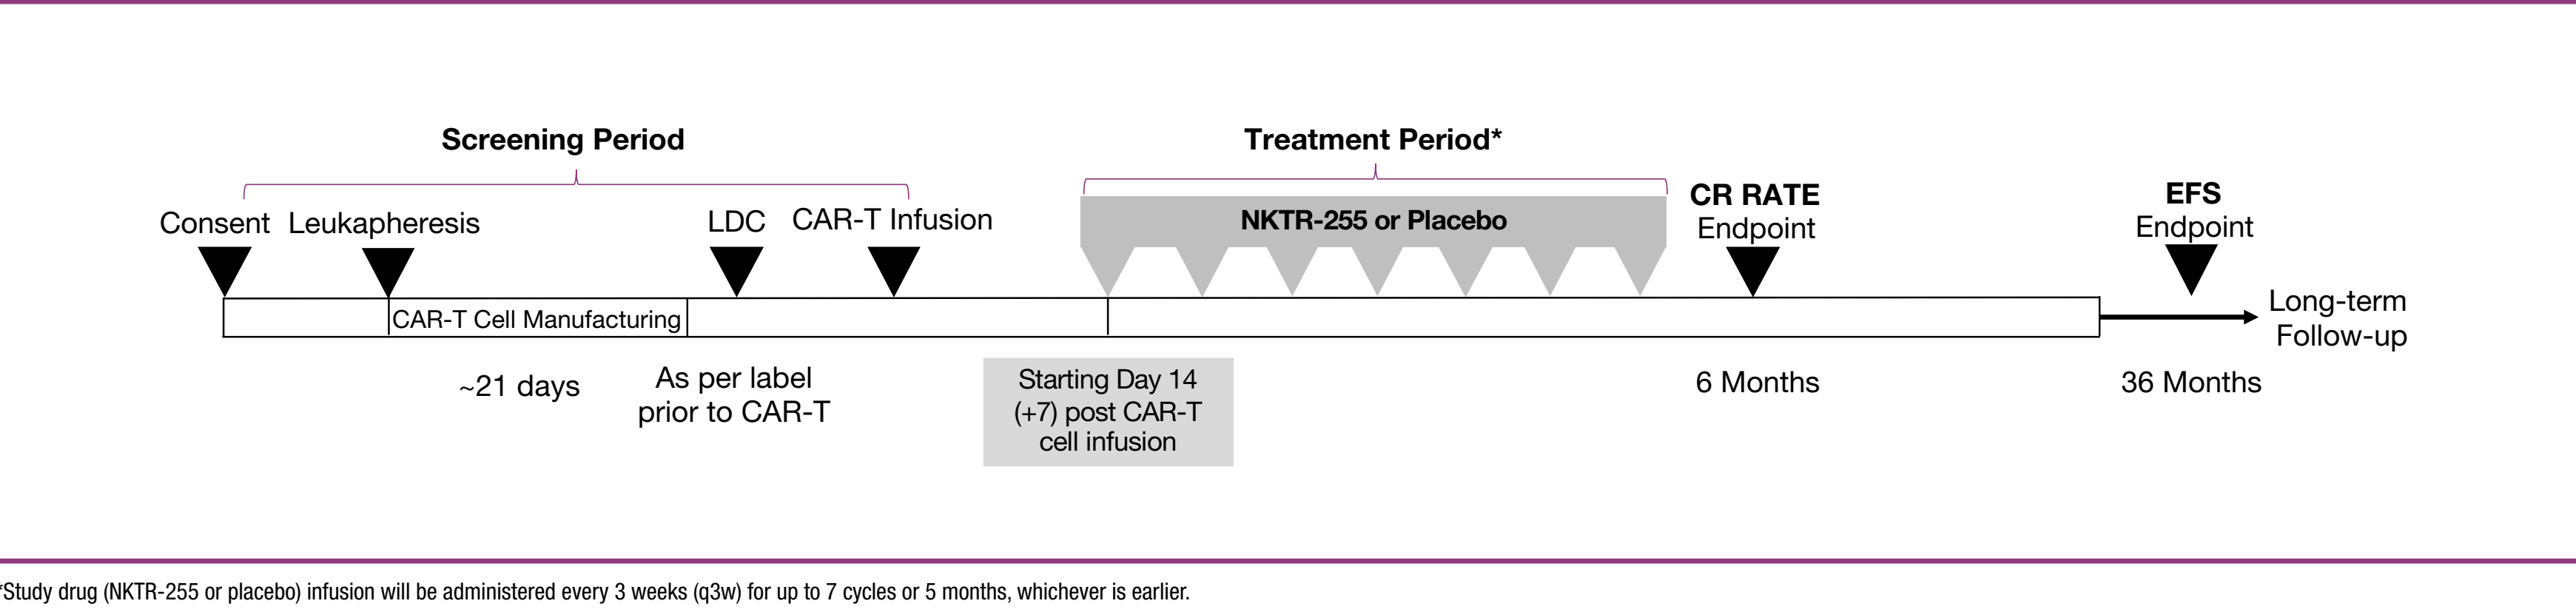 Screening Period
Treatment Period*
Consent
Leukapheresis
LDC
CAR-T Infusion
NKTR-255 or Placebo
CR RATE
Endpoint
EFS
Endpoint
CAR-T Cell Manufacturing
Long-term
Follow-up
~21 days
As per label
prior to CAR-T
Starting Day 14
(+7) post CAR-T
cell infusion
6 Months
36 Months
*Study drug (NKTR-255 or placebo) infusion will be administered every 3 weeks (q3w) for up to 7 cycles or 5 months, whichever is earlier.